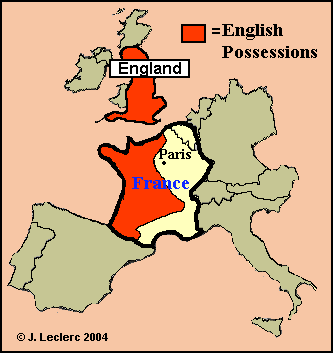 =English
Possessions
England
Paris
France
© J. Leclerc 2004